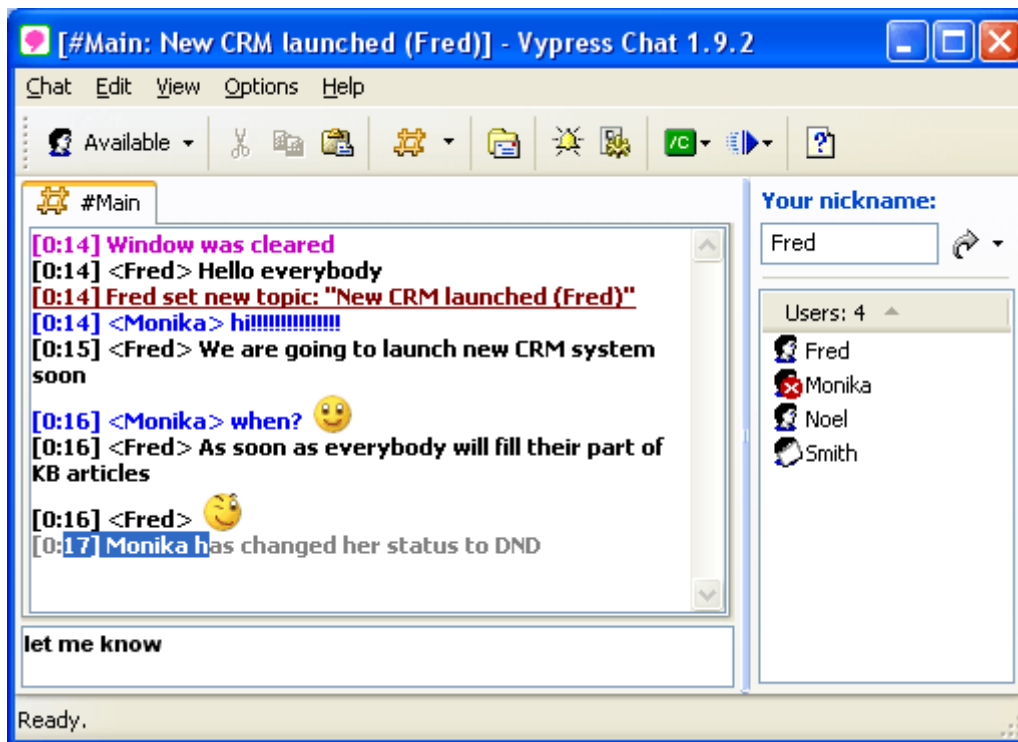 [#Main: New CRM launched (Fred)] - Vypress Chat 1.9.2
Chat Edit View Options Help
Available /C
#Main
[0:14] Window was cleared
[0:14] <Fred> Hello everybody
[0:14] Fred set new topic: "New CRM launched (Fred)"
[0:14] <Monika> hi!!!!!!!!!!!!!!!!
[0:15] <Fred> We are going to launch new CRM system
soon
[0:16] <Monika> when?
[0:16] <Fred> As soon as everybody will fill their part of
KB articles
[0:16] <Fred>
[0:17] Monika has changed her status to DND
let me know
Your nickname:
Fred
Users: 4
Fred
Monika
Noel
Smith
Ready.